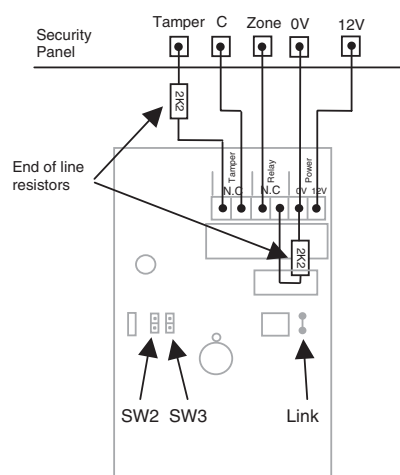 Security
Panel
Tamper C Zone 0V 12V
2K2
End of line
resistors
Tamper
Relay
Power
N.C N.C 0V 12V
2K2
SW2 SW3 Link